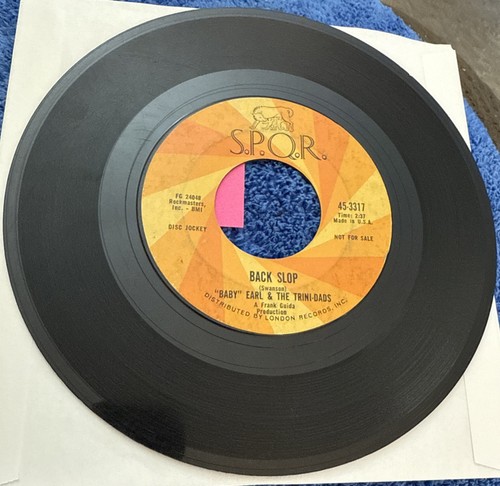 S.P.Q.R.
FG 24848
Rockmasters,
Inc. - BMI
DISC JOCKEY
45-3317
Time: 2:37
Made in U.S.A.
NOT FOR SALE
BACK SLOP
(Swanson)
"BABY" EARL & THE TRINI-DADS
A Frank Guida
Production
DISTRIBUTED BY LONDON RECORDS, INC.